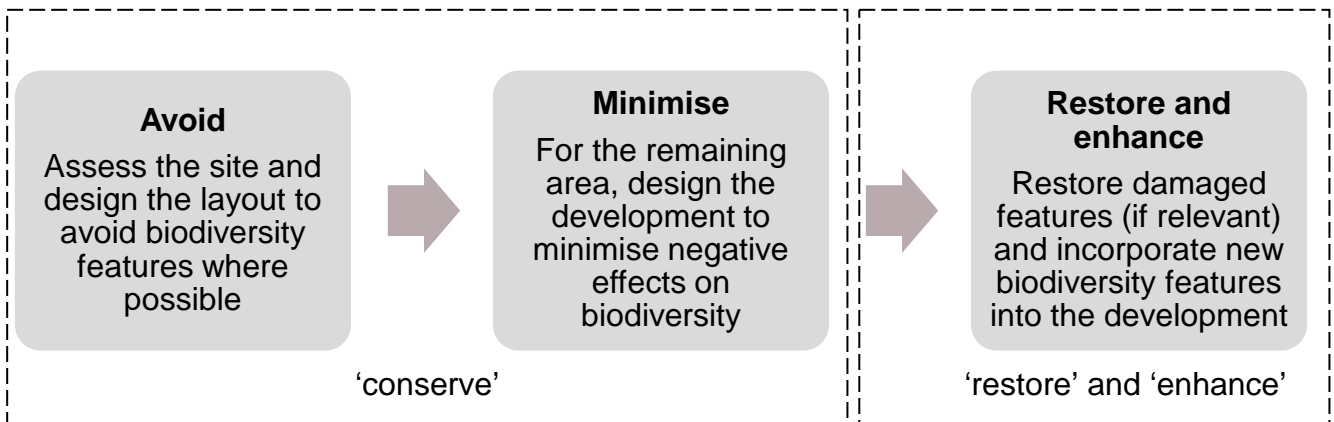 Avoid
Assess the site and
design the layout to
avoid biodiversity
features where
possible
Minimise
For the remaining
area, design the
development to
minimise negative
effects on
biodiversity
Restore and
enhance
Restore damaged
features (if relevant)
and incorporate new
biodiversity features
into the development
‘conserve’
‘restore’ and ‘enhance’